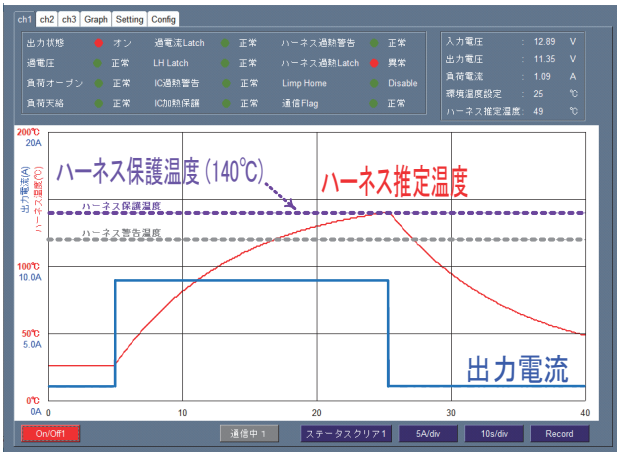 ch1 ch2 ch3 Graph Setting Config
出力状態 オン 過電流Latch 正常 ハーネス過熱警告 正常 入力電圧 : 12.89 V
過電圧 正常 LH Latch 正常 ハーネス過熱Latch 異常 出力電圧 : 11.35 V
負荷オープン 正常 IC過熱警告 正常 Limp Home Disable 負荷電流 : 1.09 A
負荷天絡 正常 IC加熱保護 正常 通信Flag 正常 環境温度設定 : 25 ℃
ハーネス推定温度: 49 ℃
200℃
20A
ハーネス保護温度(140℃)
ハーネス推定温度
出力電流(A)
ハーネス温度(℃)
ハーネス保護温度
ハーネス警告温度
100℃
10.0A
50℃
5.0A
出力電流
0℃
0A 0 10 20 30 40
On/Off1 通信中 1 ステータスクリア1 5A/div 10s/div Record